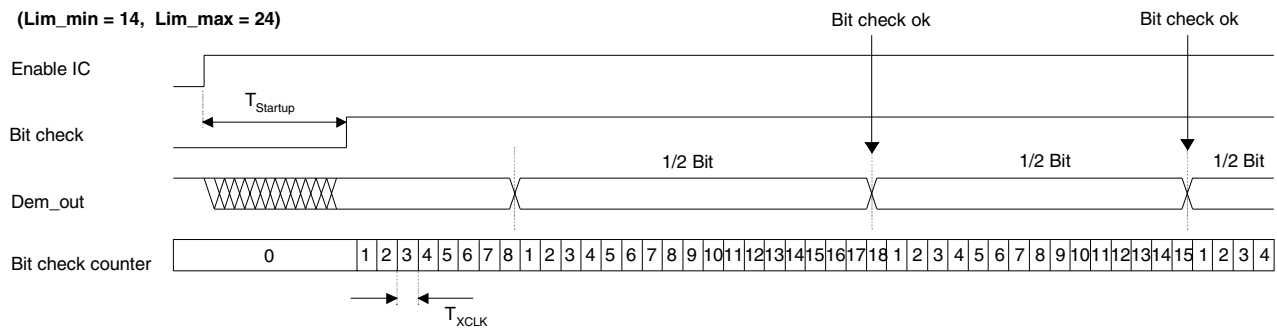 (Lim_min = 14, Lim_max = 24)
Bit check ok
Bit check ok
Enable IC
TStartup
Bit check
1/2 Bit
1/2 Bit
1/2 Bit
Dem_out
Bit check counter
0 1 2 3 4 5 6 7 8 1 2 3 4 5 6 7 8 9 10 11 12 13 14 15 16 17 18 1 2 3 4 5 6 7 8 9 10 11 12 13 14 15 1 2 3 4
TXCLK